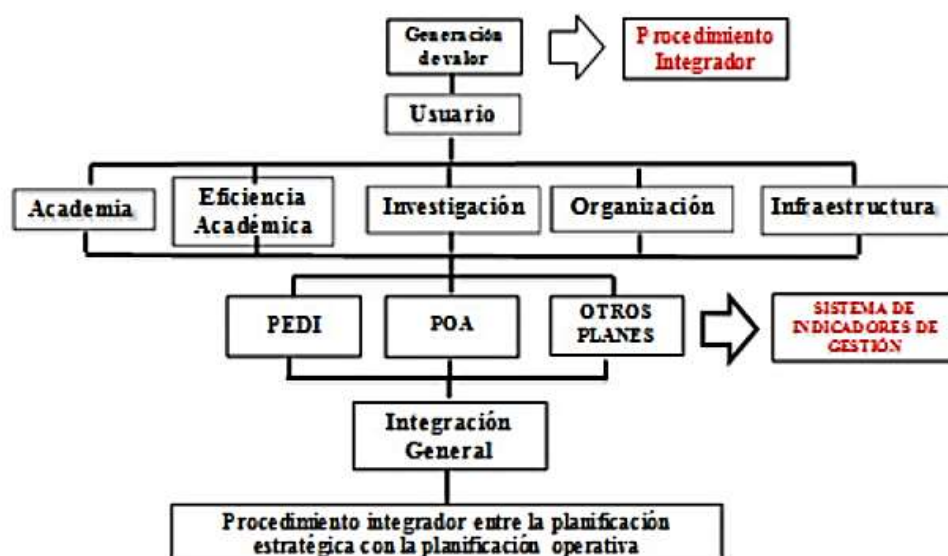 Generación
de valor
Procedimiento
Integrador
Usuario
Academia
Eficiencia
Académica
Investigación
Organización
Infraestructura
PEDI
POA
OTROS
PLANES
SISTEMA DE
INDICADORES DE
GESTIÓN
Integración
General
Procedimiento integrador entre la planificación
estratégica con la planificación operativa